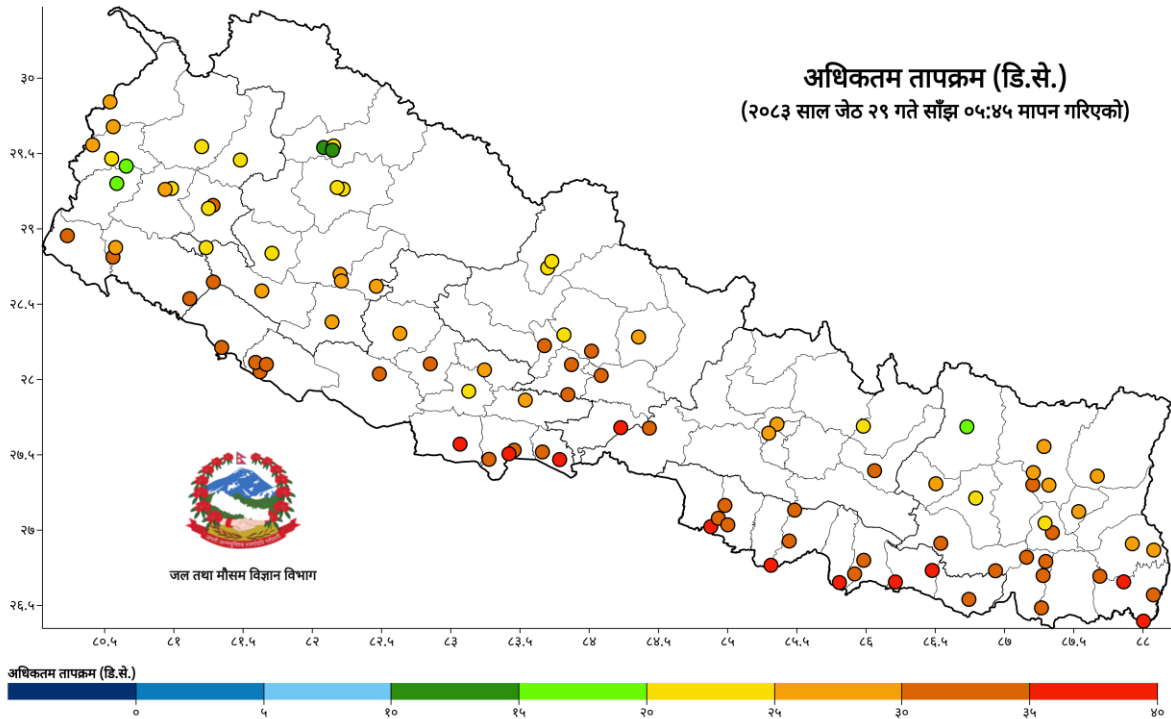 अधिकतम तापक्रम (डि.से.)
(२०८३ साल जेठ २९ गते साँझ ०५:४५ मापन गरिएको)
३०
२९.५
२९
२८.५
२८
२७.५
२७
२६.५
जल तथा मौसम विज्ञान विभाग
८०.५ ८१ ८१.५ ८२ ८२.५ ८३ ८३.५ ८४ ८४.५ ८५ ८५.५ ८६ ८६.५ ८७ ८७.५ ८८
अधिकतम तापक्रम (डि.से.)
० ५ १० १५ २० २५ ३० ३५ ४०